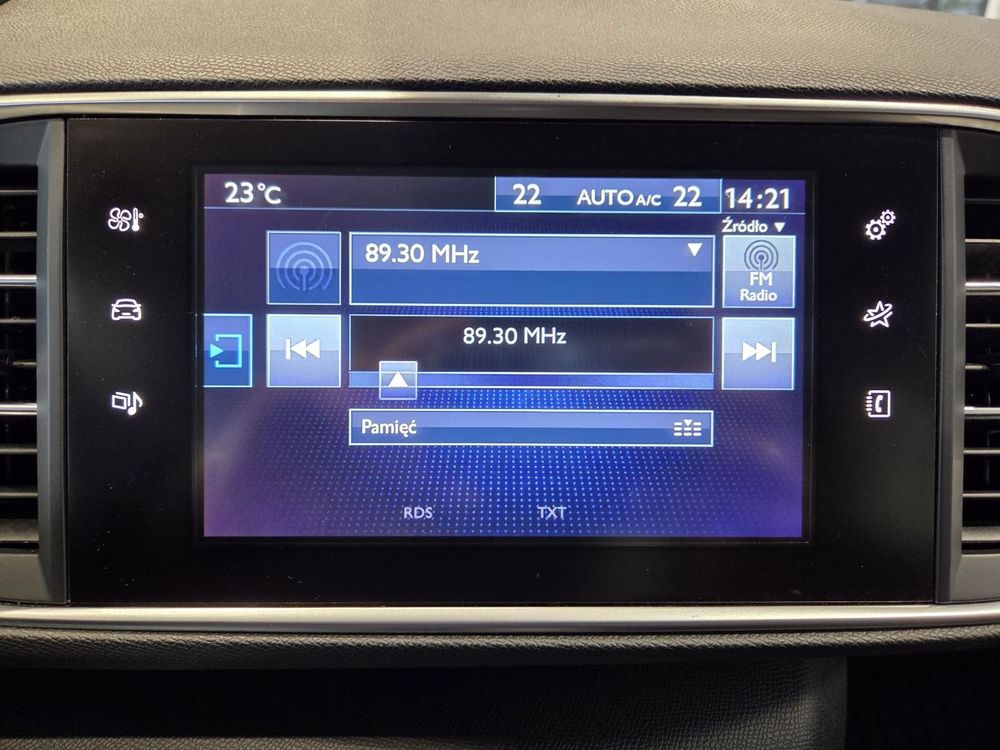 23°C
22 AUTO A/C 22 14:21
Źródło
89.30 MHz
FM
Radio
89.30 MHz
Pamięć
RDS TXT